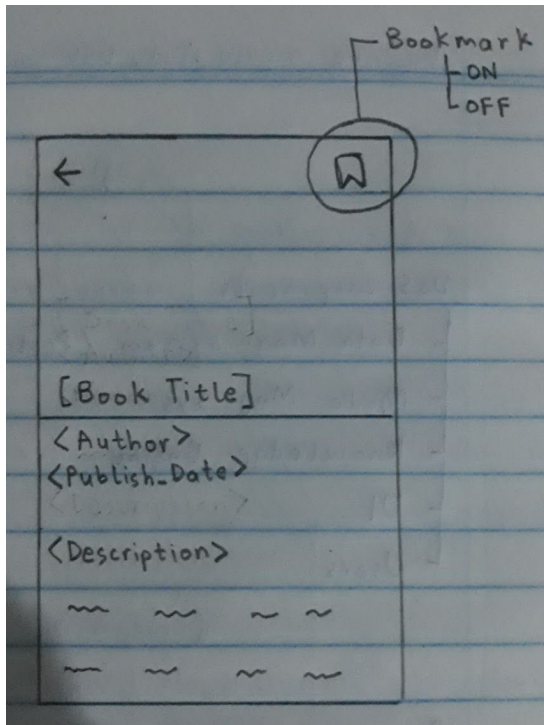 Bookmark
ON
OFF
[Book Title]
<Author>
<Publish_Date>
<Description>